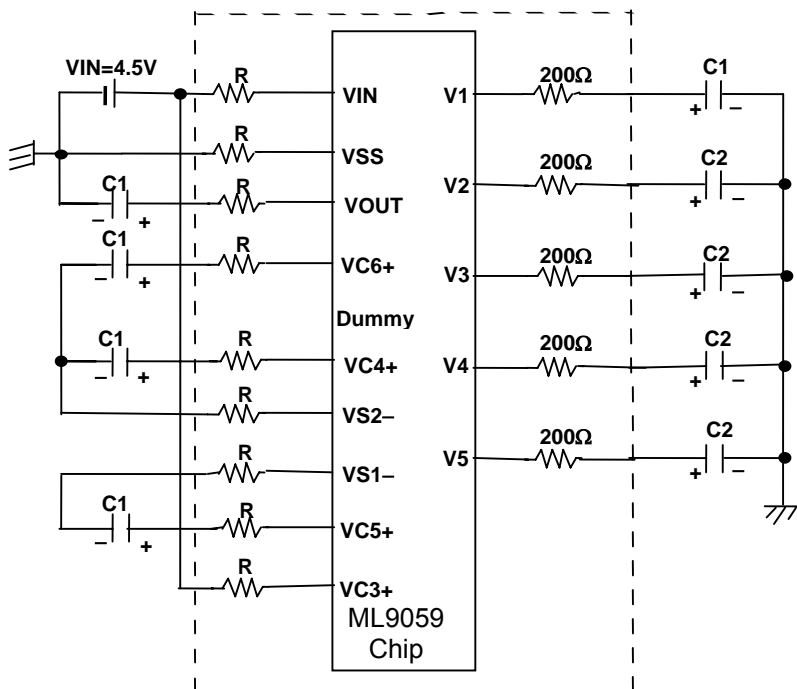 VIN=4.5V
R
VIN
R
VSS
C1
– +
R
VOUT
C1
– +
R
VC6+
Dummy
C1
– +
R
VC4+
R
VS2–
R
VS1–
C1
– +
R
VC5+
R
VC3+
ML9059
Chip
V1
200Ω
C1
+ –
V2
200Ω
C2
+ –
V3
200Ω
C2
+ –
V4
200Ω
C2
+ –
V5
200Ω
C2
+ –